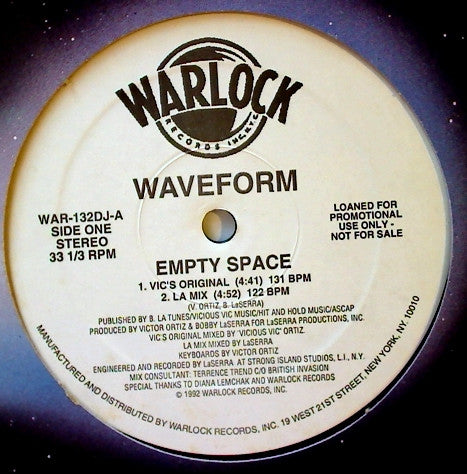 WARLOCK
RECORDS INC. NYC
WAVEFORM
WAR-132DJ-A
SIDE ONE
STEREO
33 1/3 RPM
LOANED FOR
PROMOTIONAL
USE ONLY -
NOT FOR SALE
EMPTY SPACE
1. VIC'S ORIGINAL (4:41) 131 BPM
2. LA MIX (4:52) 122 BPM
(V. ORTIZ, B. LaSERRA)
PUBLISHED BY B. LA TUNES/VICIOUS VIC MUSIC/HIT AND HOLD MUSIC/ASCAP
PRODUCED BY VICTOR ORTIZ & BOBBY LaSERRA FOR LaSERRA PRODUCTIONS, INC.
VIC'S ORIGINAL MIXED BY 'VICIOUS VIC' ORTIZ.
LA MIX MIXED BY LaSERRA
KEYBOARDS BY VICTOR ORTIZ
ENGINEERED AND RECORDED BY LaSERRA AT STRONG ISLAND STUDIOS, L.I., N.Y.
MIX CONSULTANT: TERRENCE TREND C/O BRITISH INVASION
SPECIAL THANKS TO DIANA LEMCHAK AND WARLOCK RECORDS
© 1992 WARLOCK RECORDS, INC.
MANUFACTURED AND DISTRIBUTED BY WARLOCK RECORDS, INC. 19 WEST 21ST STREET, NEW YORK, NY. 10010